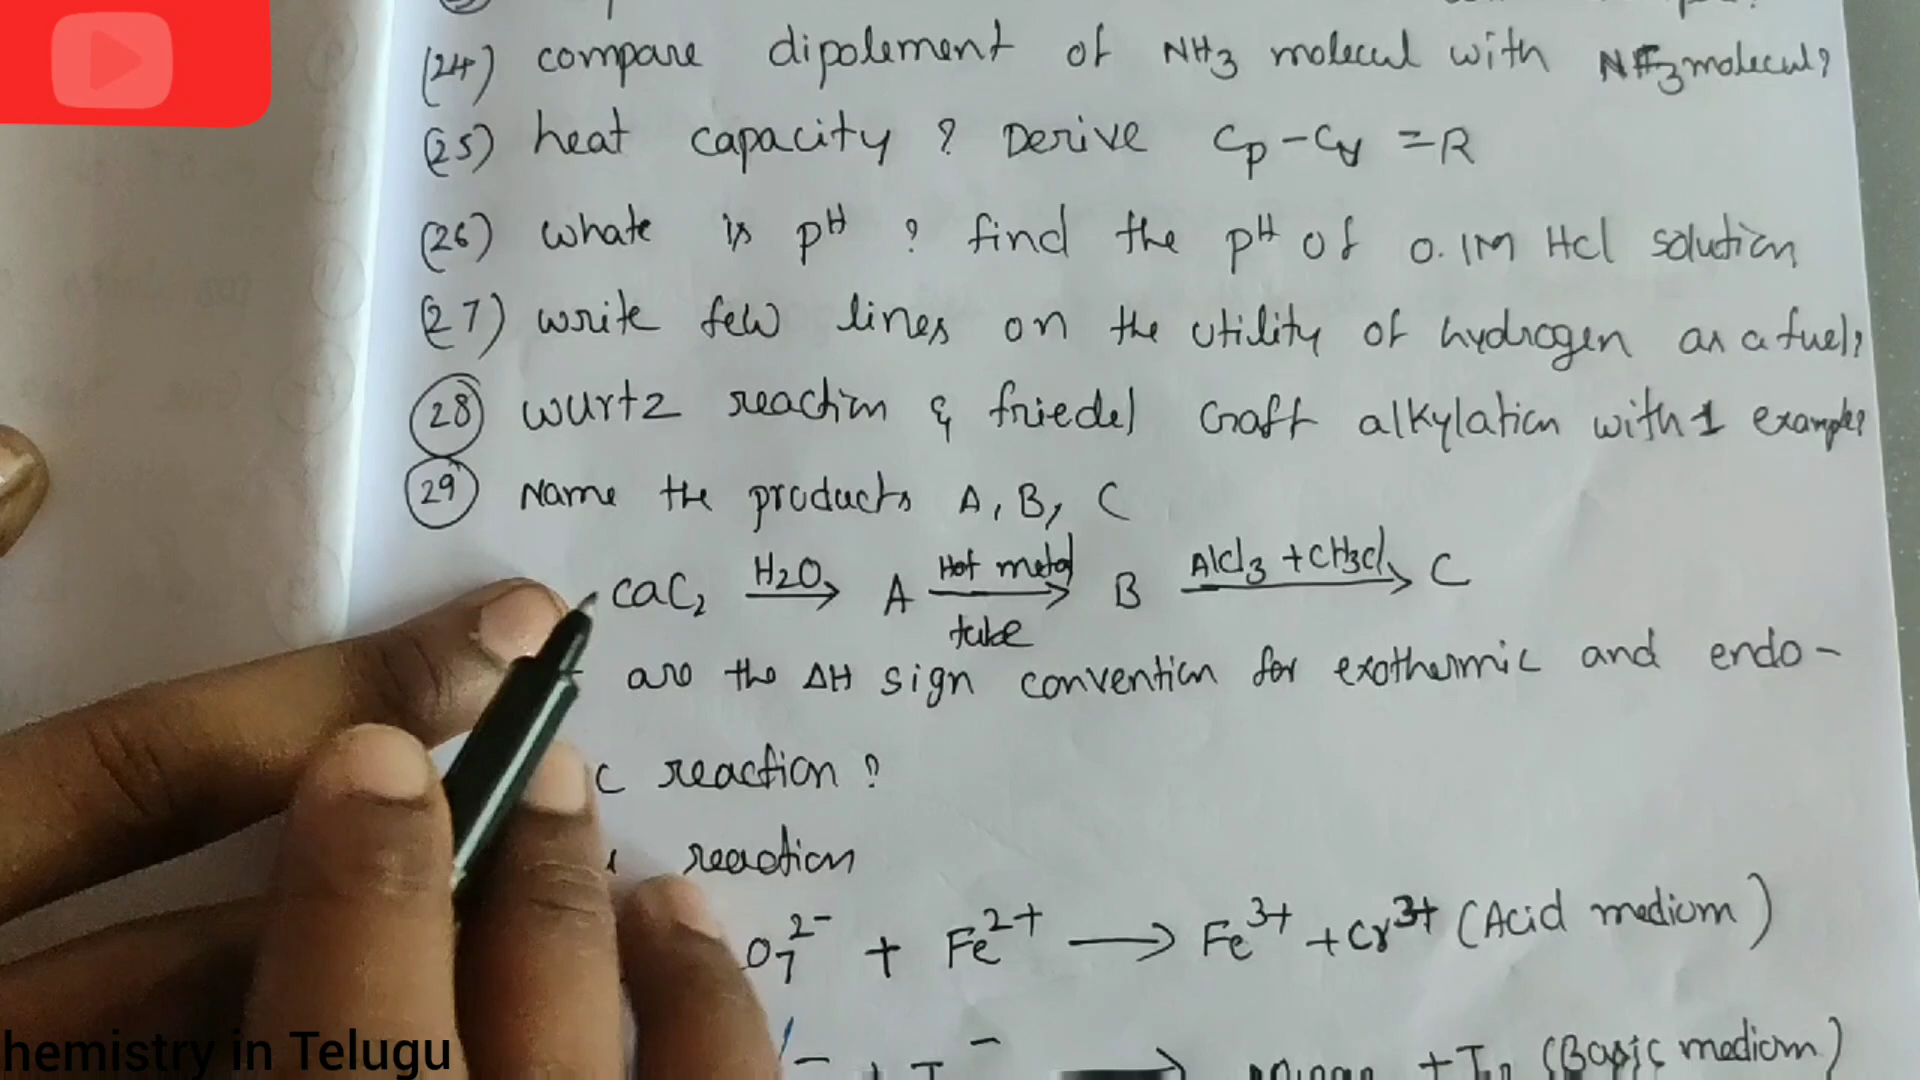 (24) compare dipolement of NH3 molecul with NF3 molecul?
(25) heat capacity ? Derive Cp-Cv = R
(26) whate is pH ? find the pH of 0.1M Hcl solution
(27) write few lines on the utility of hydrogen as a fuel?
(28) wurtz reaction & friedel Craft alkylation with 1 example?
(29) Name the products A, B, C
H2O Hot metal Alcl3 + CH3cl
caC2 → A → B → C
tube
are the ΔH sign convention for exothermic and endo-
c reaction ?
reaction
O7 2- + Fe2+ → Fe3+ + Cr3+ (Acid mediom)
- + I- → + I2 (Basic mediom)
hemistry in Telugu